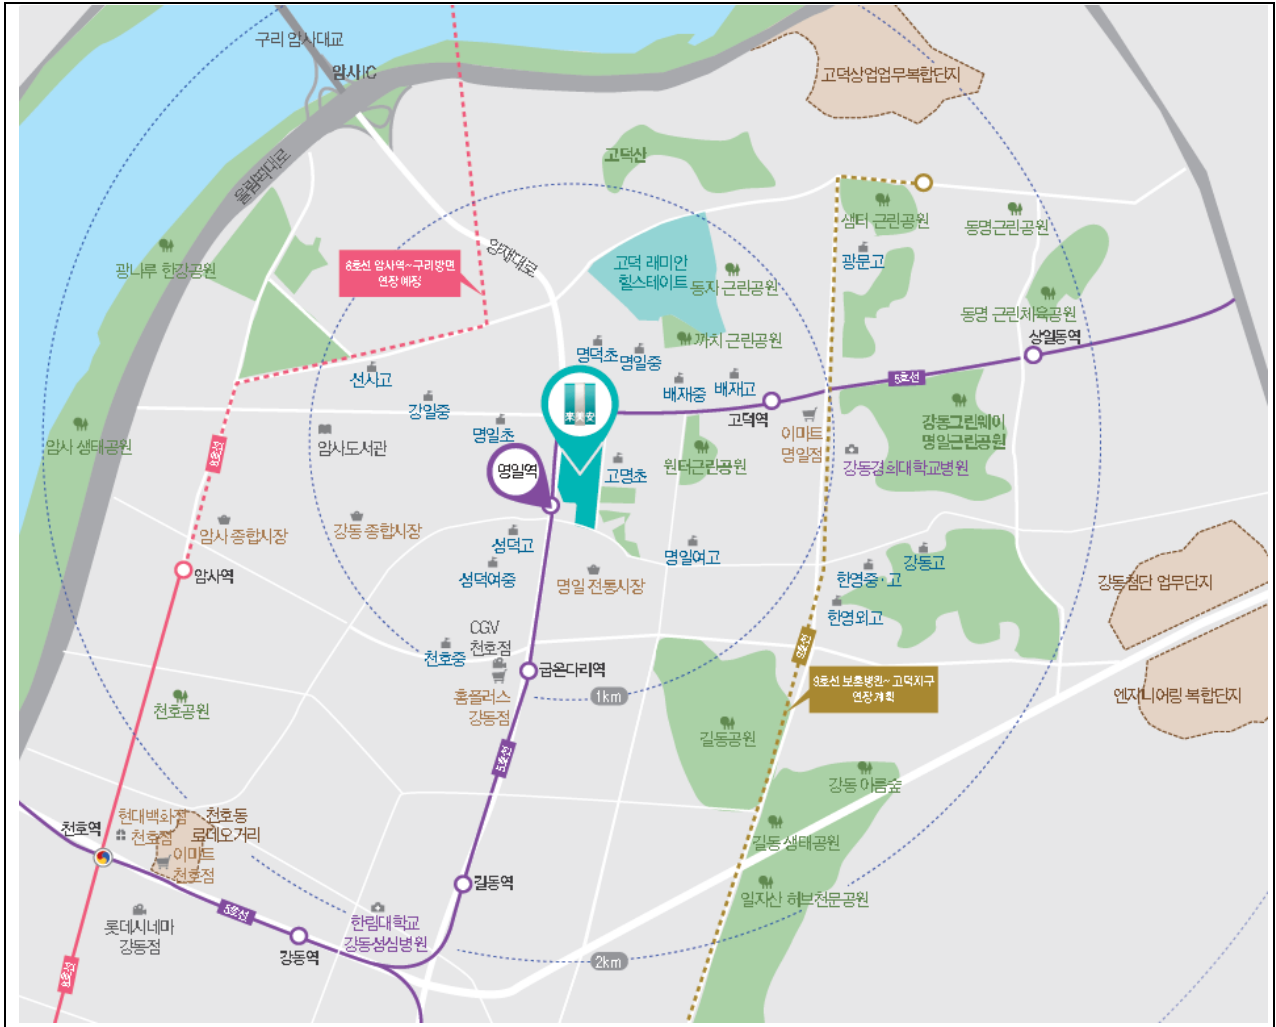 구리 암사대교
암사IC
고덕상업업무복합단지
올림픽대로
고덕산
샘터 근린공원
동명근린공원
양재대로
광나루 한강공원
8호선 암사역~구리방면
연장예정
고덕 래미안
힐스테이트
동자 근린공원
광문고
동명 근린체육공원
상일동역
까치 근린공원
명덕초
명일중
선사고
배재중
배재고
5호선
강일중
來美安
고덕역
이마트
명일점
강동그린웨이
명일근린공원
암사 생태공원
8호선
암사도서관
명일초
명일역
고명초
원터근린공원
강동경희대학교병원
암사 종합시장
강동 종합시장
성덕고
명일여고
암사역
성덕여중
명일 전통시장
한영중·고
강동고
강동첨단 업무단지
한영외고
CGV
천호점
천호중
굽은다리역
9호선
홈플러스
강동점
1km
9호선 보훈병원~고덕지구
연장계획
엔지니어링 복합단지
천호공원
길동공원
5호선
강동 아름숲
현대백화점
천호점
천호동
로데오거리
천호역
이마트
천호점
길동 생태공원
길동역
일자산 허브천문공원
5호선
롯데시네마
강동점
한림대학교
강동성심병원
강동역
2km
8호선